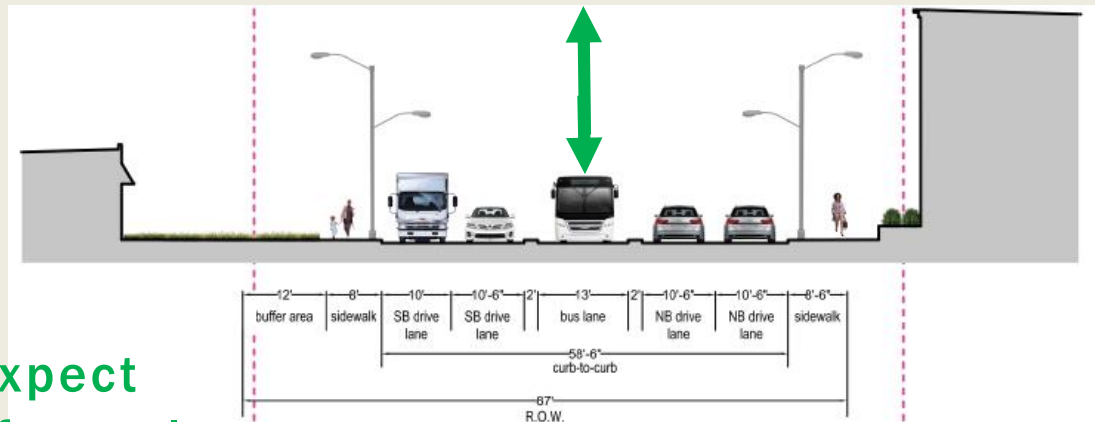 12' 8' 10' 10'-6" 2' 13' 2' 10'-6" 10'-6" 8'-6"
buffer area sidewalk SB drive lane SB drive lane bus lane NB drive lane NB drive lane sidewalk
58'-6"
curb-to-curb
87'
R.O.W.
xpect